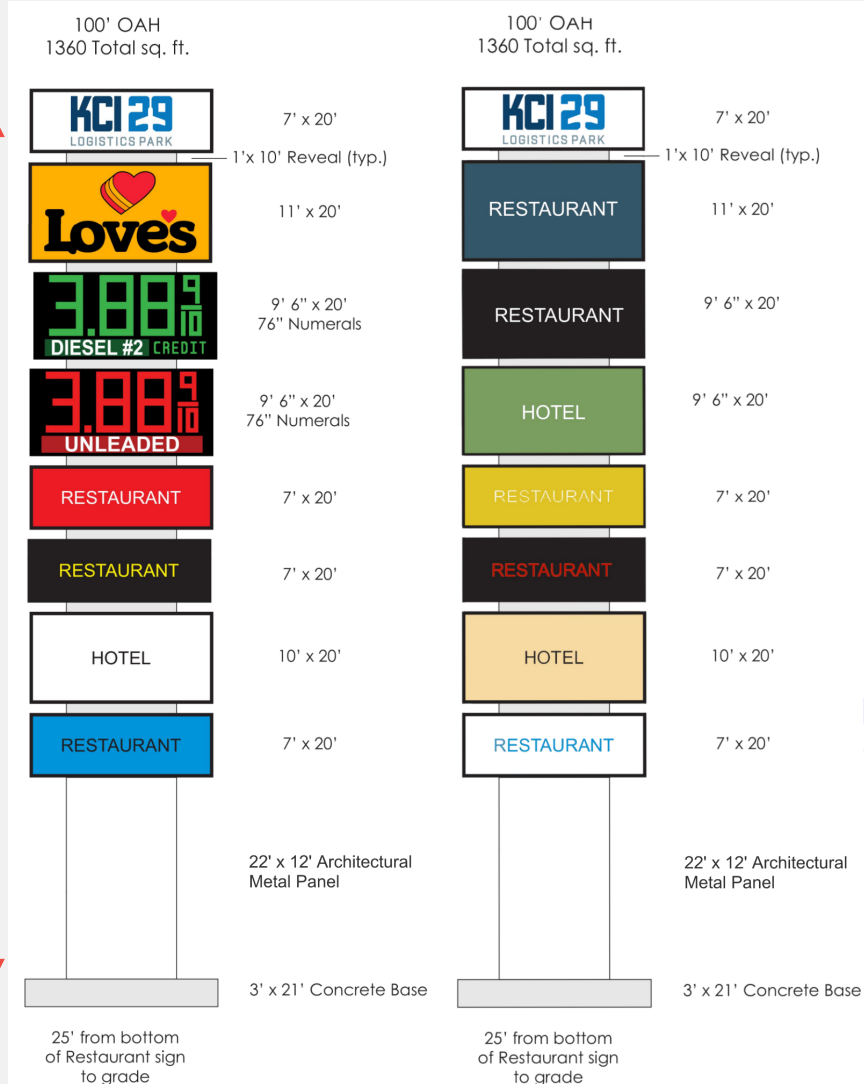 100' OAH
1360 Total sq. ft.
KCI 29
LOGISTICS PARK
7' x 20'
1'x 10' Reveal (typ.)
Love's
11' x 20'
3.88 9/10
DIESEL #2 CREDIT
9' 6" x 20'
76" Numerals
3.88 9/10
UNLEADED
9' 6" x 20'
76" Numerals
RESTAURANT
7' x 20'
RESTAURANT
7' x 20'
HOTEL
10' x 20'
RESTAURANT
7' x 20'
22' x 12' Architectural
Metal Panel
3' x 21' Concrete Base
25' from bottom
of Restaurant sign
to grade
100' OAH
1360 Total sq. ft.
KCI 29
LOGISTICS PARK
7' x 20'
1'x 10' Reveal (typ.)
RESTAURANT
11' x 20'
RESTAURANT
9' 6" x 20'
HOTEL
9' 6" x 20'
RESTAURANT
7' x 20'
RESTAURANT
7' x 20'
HOTEL
10' x 20'
RESTAURANT
7' x 20'
22' x 12' Architectural
Metal Panel
3' x 21' Concrete Base
25' from bottom
of Restaurant sign
to grade